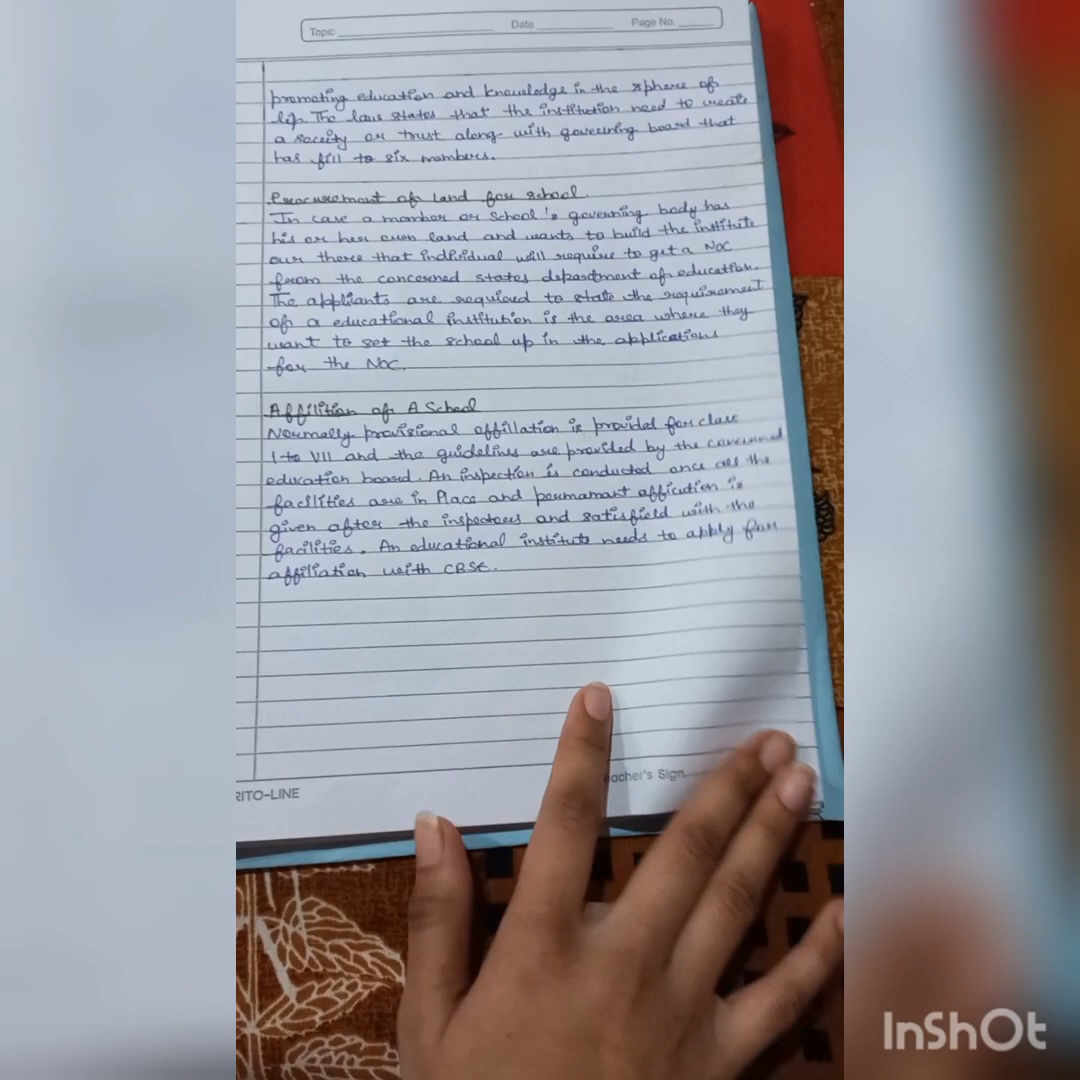 Topic Date Page No.
promoting education and knowledge in the sphere of
life. The law states that the institution need to create
a society or trust along with governing board that
has fill to six members.
Procurement of land for school
In case a member or School's governing body has
his or her own land and wants to build the institute
our there that individual will require to get a NOC
from the concerned states department of education.
The appliants are required to state the requirement
of a educational institution is the area where they
want to set the school up in the applications
for the NOC.
Affilition of A School
Normally provisional affillation is provided for class
1 to VII and the guidelines are provided by the concerned
education board. An inspection is conducted once all the
facilities are in Place and permamant is
given after the inspectors and satisfield with the
facilities. An educational institute needs to apply for
affiliation with CBSE.
eacher's Sign
RITO-LINE
InShOt